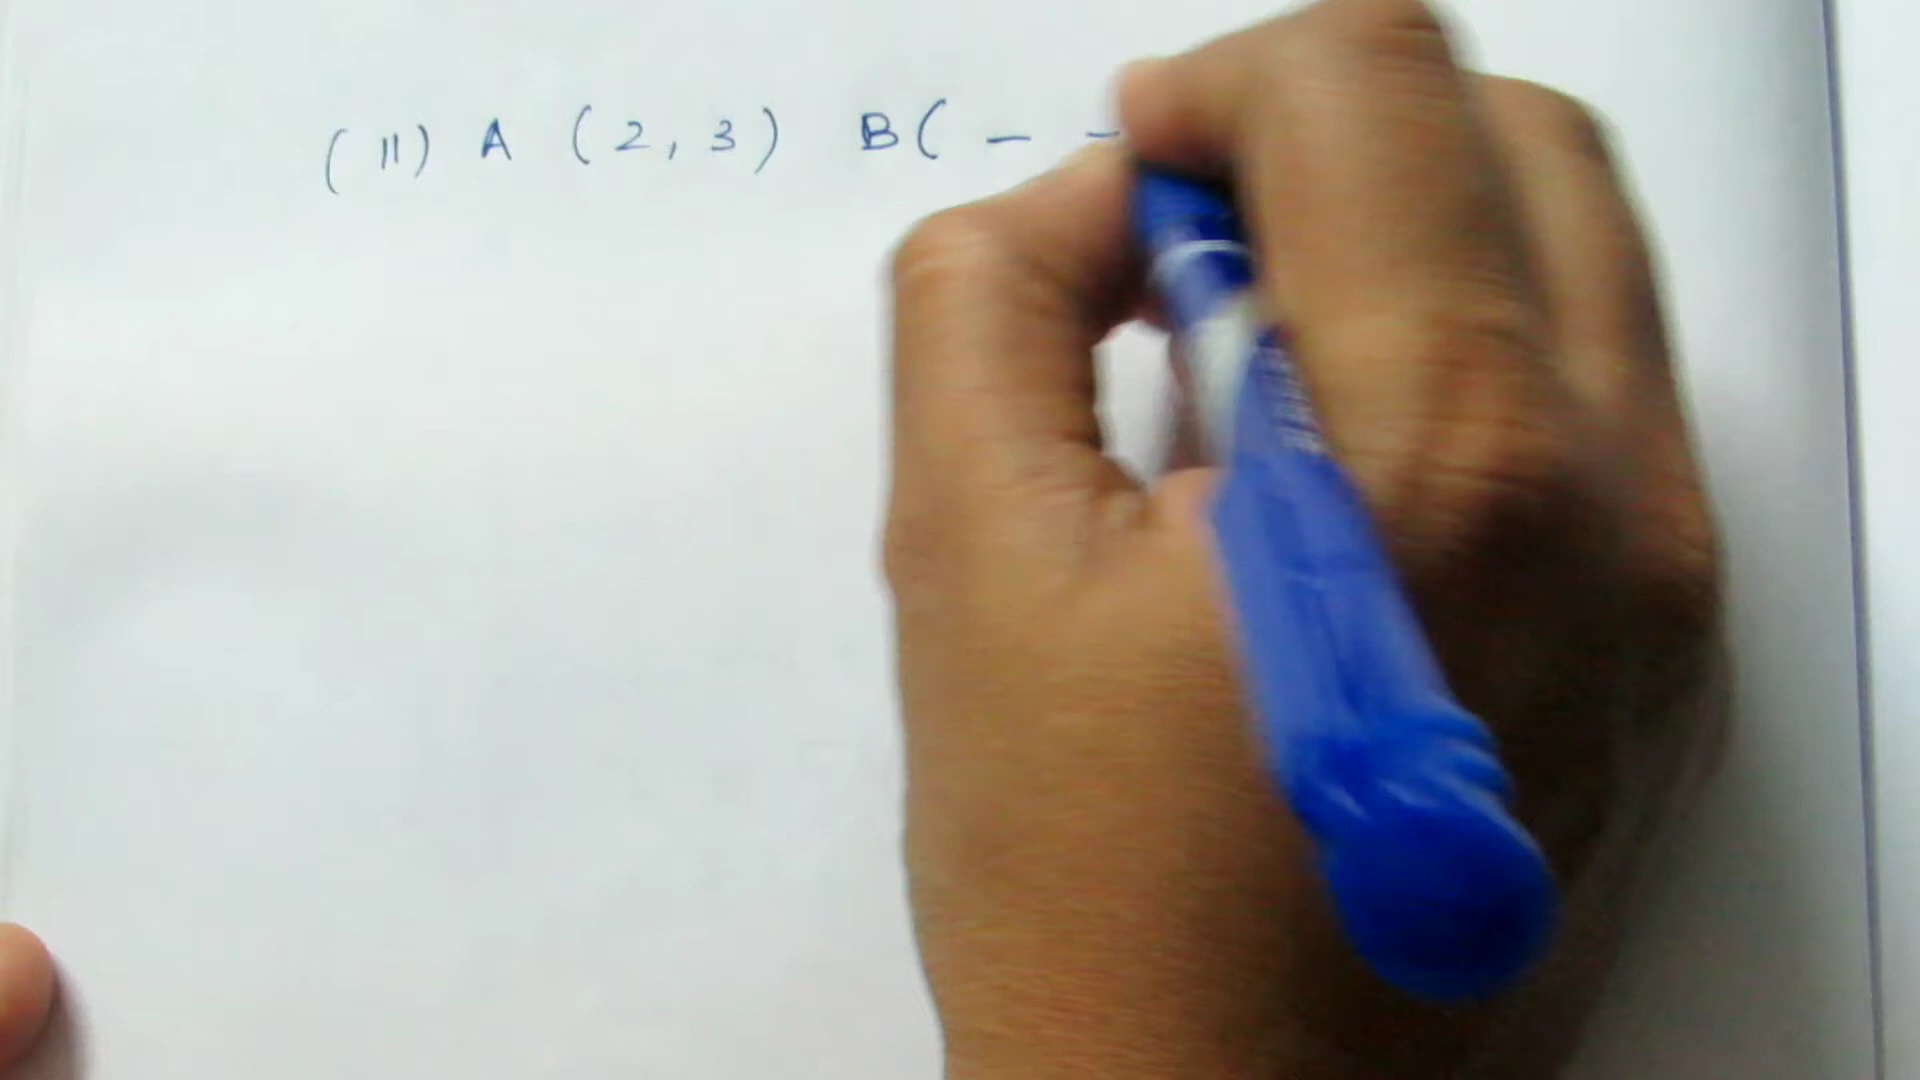 (II) A (2, 3) B( - -